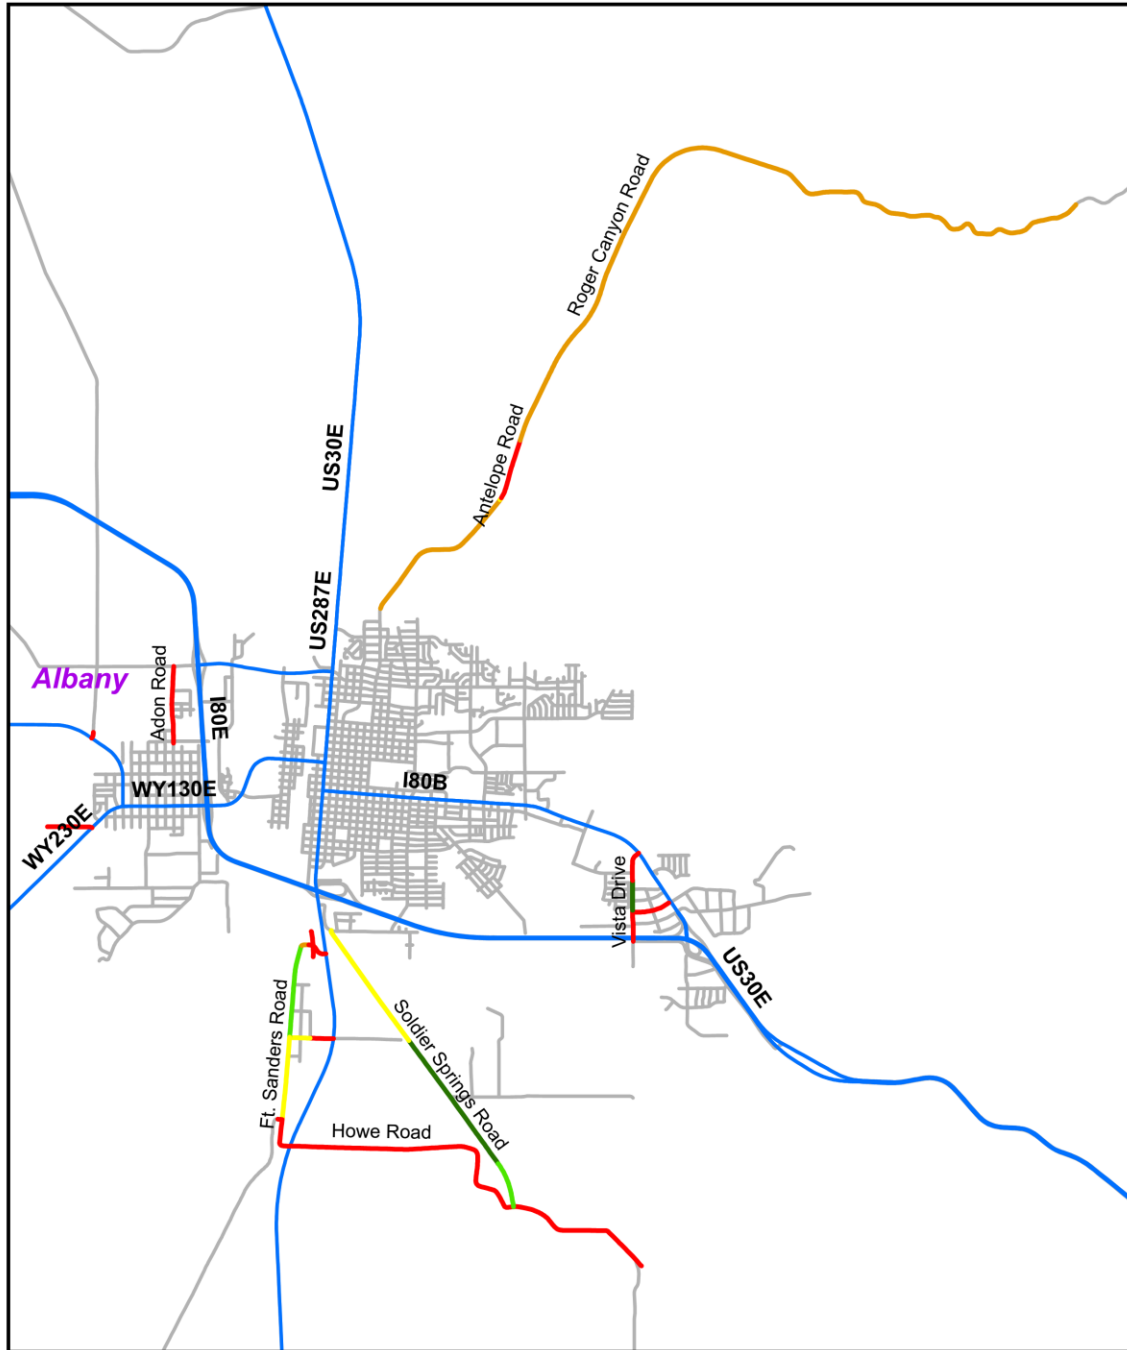 Roger Canyon Road
Antelope Road
US30E
US287E
Albany
Adon Road
I80E
WY130E
I80B
WY230E
Vista Drive
US30E
Ft. Sanders Road
Soldier Springs Road
Howe Road